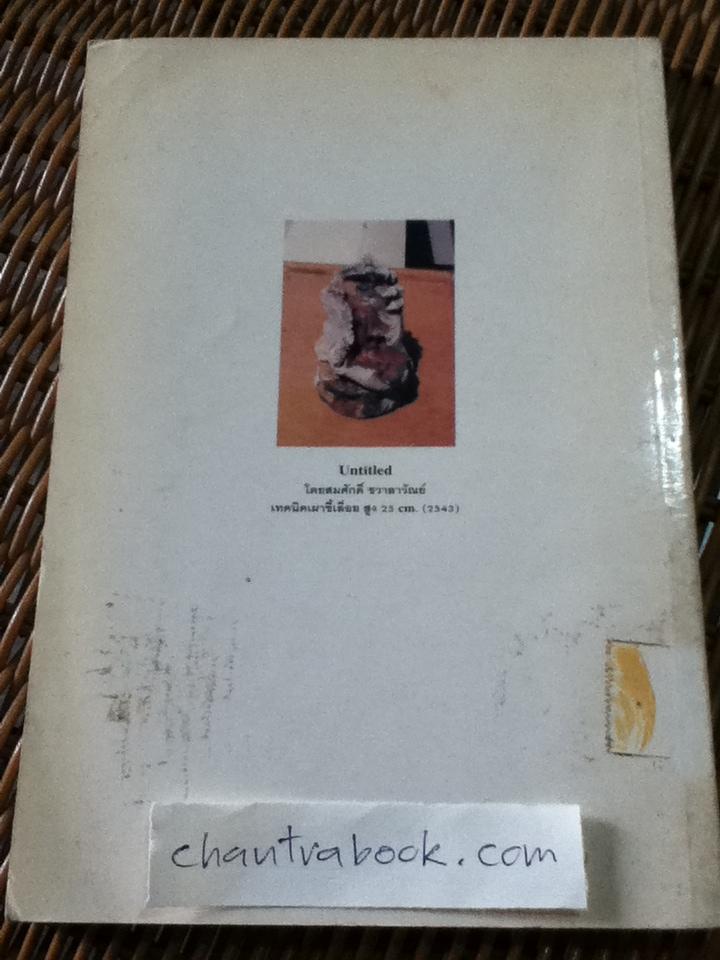 Untitled
โดยสมศักดิ์ ชวาลาวัณย์
เทคนิคเผาขี้เลื่อย สูง 25 cm. (2543)
chantrabook.com